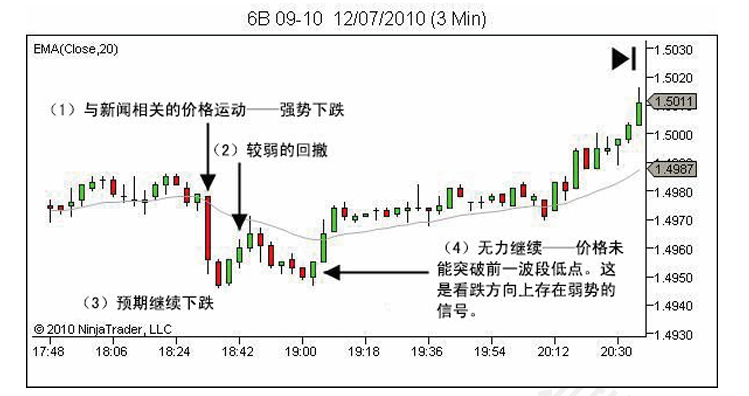 6B 09-10 12/07/2010 (3 Min)
EMA(Close,20)
（1）与新闻相关的价格运动——强势下跌
（2）较弱的回撤
（3）预期继续下跌
（4）无力继续——价格未
能突破前一波段低点。这
是看跌方向上存在弱势的
信号。
© 2010 NinjaTrader, LLC
1.5030
1.5020
1.5011
1.5000
1.4987
1.4980
1.4970
1.4960
1.4950
1.4940
1.4930
17:48 18:06 18:24 18:42 19:00 19:18 19:36 19:54 20:12 20:30